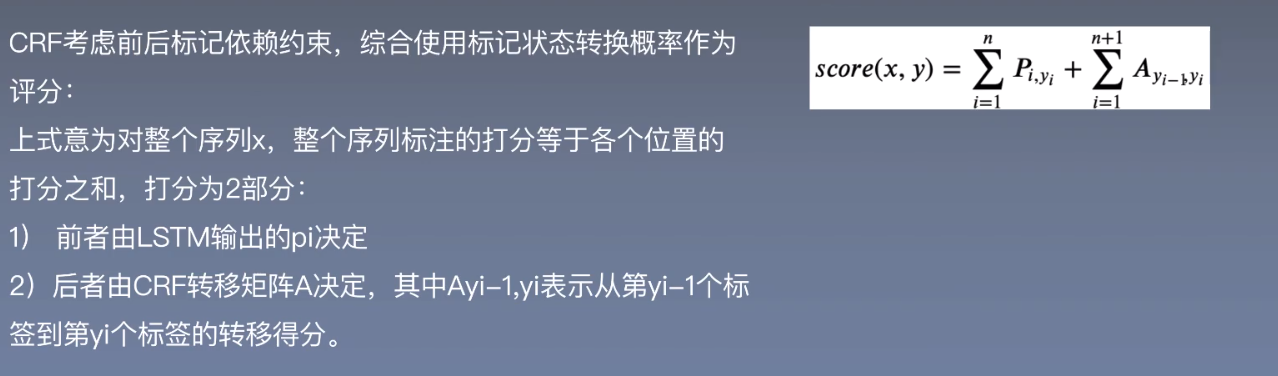 CRF考虑前后标记依赖约束，综合使用标记状态转换概率作为
评分：
上式意为对整个序列x，整个序列标注的打分等于各个位置的
打分之和，打分为2部分：
1） 前者由LSTM输出的pi决定
2）后者由CRF转移矩阵A决定，其中Ayi-1,yi表示从第yi-1个标
签到第yi个标签的转移得分。
score(x, y) = ∑_{i=1}^{n} P_{i,y_i} + ∑_{i=1}^{n+1} A_{y_{i-1},y_i}